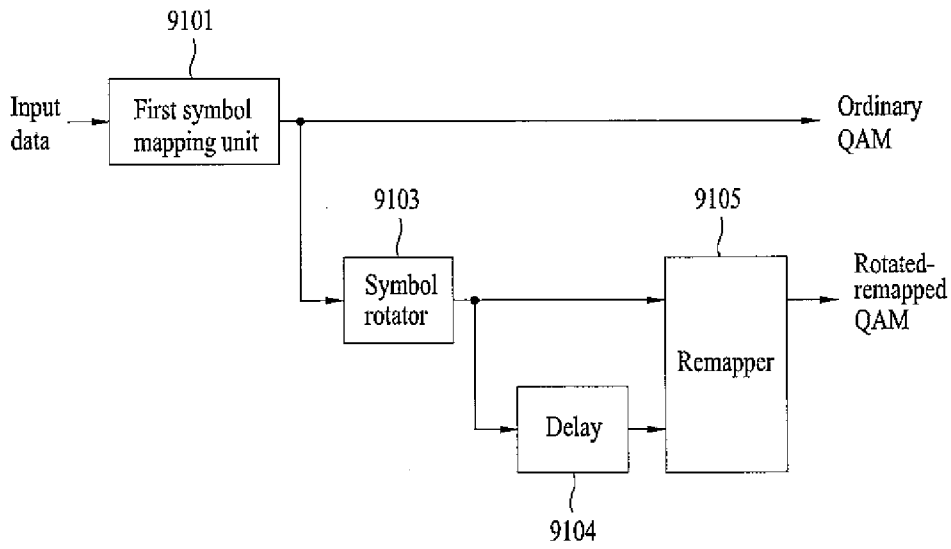 9101
Input
data
First symbol
mapping unit
Ordinary
QAM
9103
9105
Symbol
rotator
Rotated-
remapped
QAM
Remapper
Delay
9104